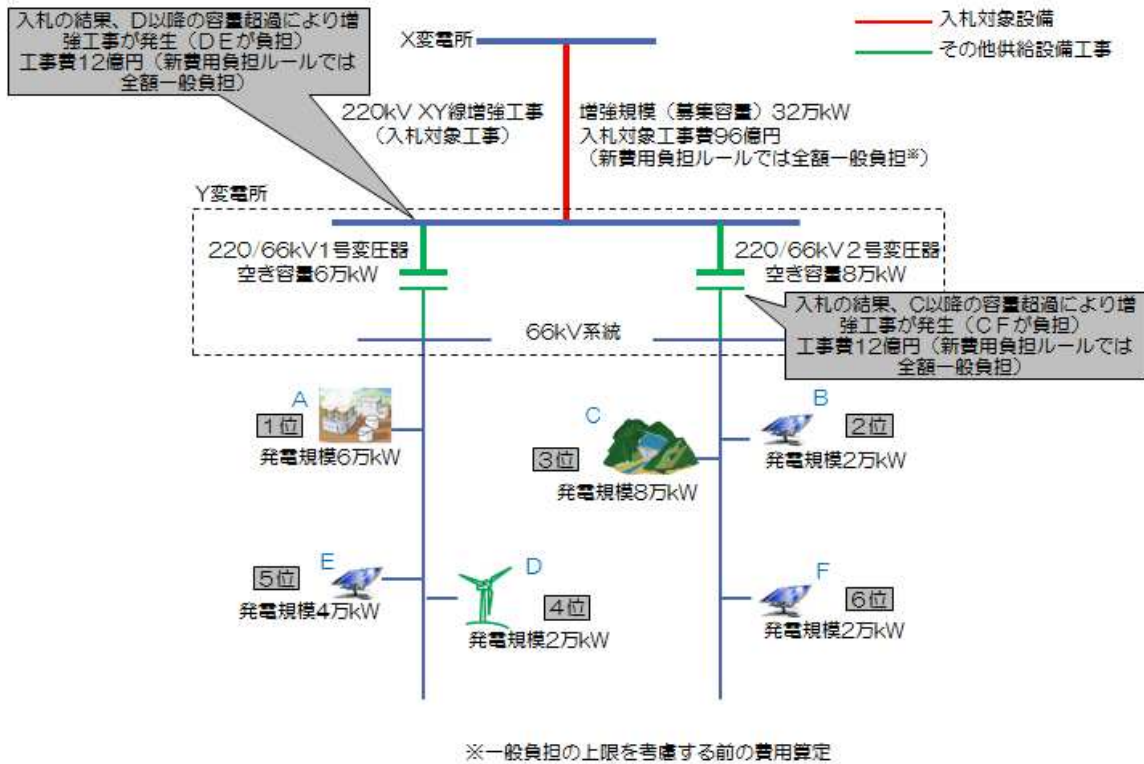 入札の結果、D以降の容量超過により増
強工事が発生（DEが負担）
工事費12億円（新費用負担ルールでは
全額一般負担）
X変電所
入札対象設備
その他供給設備工事
220kV XY線増強工事
（入札対象工事）
増強規模（募集容量）32万kW
入札対象工事費96億円
（新費用負担ルールでは全額一般負担※）
Y変電所
220/66kV1号変圧器
空き容量6万kW
220/66kV2号変圧器
空き容量8万kW
入札の結果、C以降の容量超過により増
強工事が発生（CFが負担）
工事費12億円（新費用負担ルールでは
全額一般負担）
66kV系統
A
1位
発電規模6万kW
C
3位
発電規模8万kW
B
2位
発電規模2万kW
E
5位
発電規模4万kW
D
4位
発電規模2万kW
F
6位
発電規模2万kW
※一般負担の上限を考慮する前の費用算定